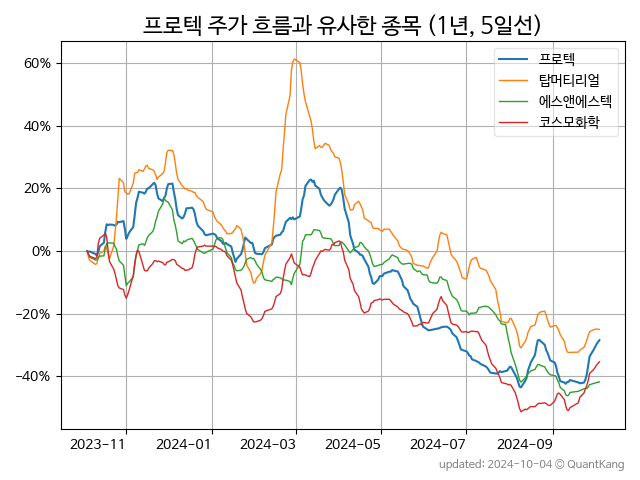 프로텍 주가 흐름과 유사한 종목 (1년, 5일선)
프로텍
탑머티리얼
에스앤에스텍
코스모화학
60%
40%
20%
0%
−20%
−40%
2023-11 2024-01 2024-03 2024-05 2024-07 2024-09
updated: 2024-10-04 © QuantKang